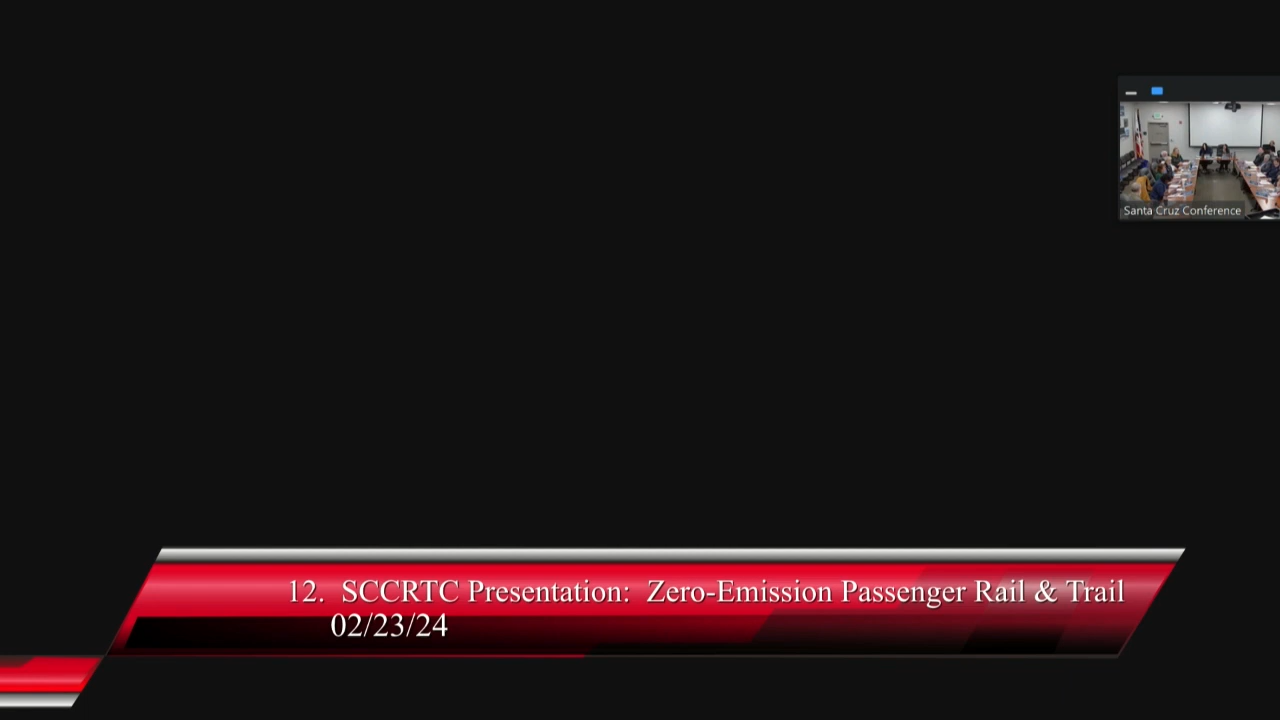 Santa Cruz Conference
12. SCCRTC Presentation: Zero-Emission Passenger Rail & Trail
02/23/24